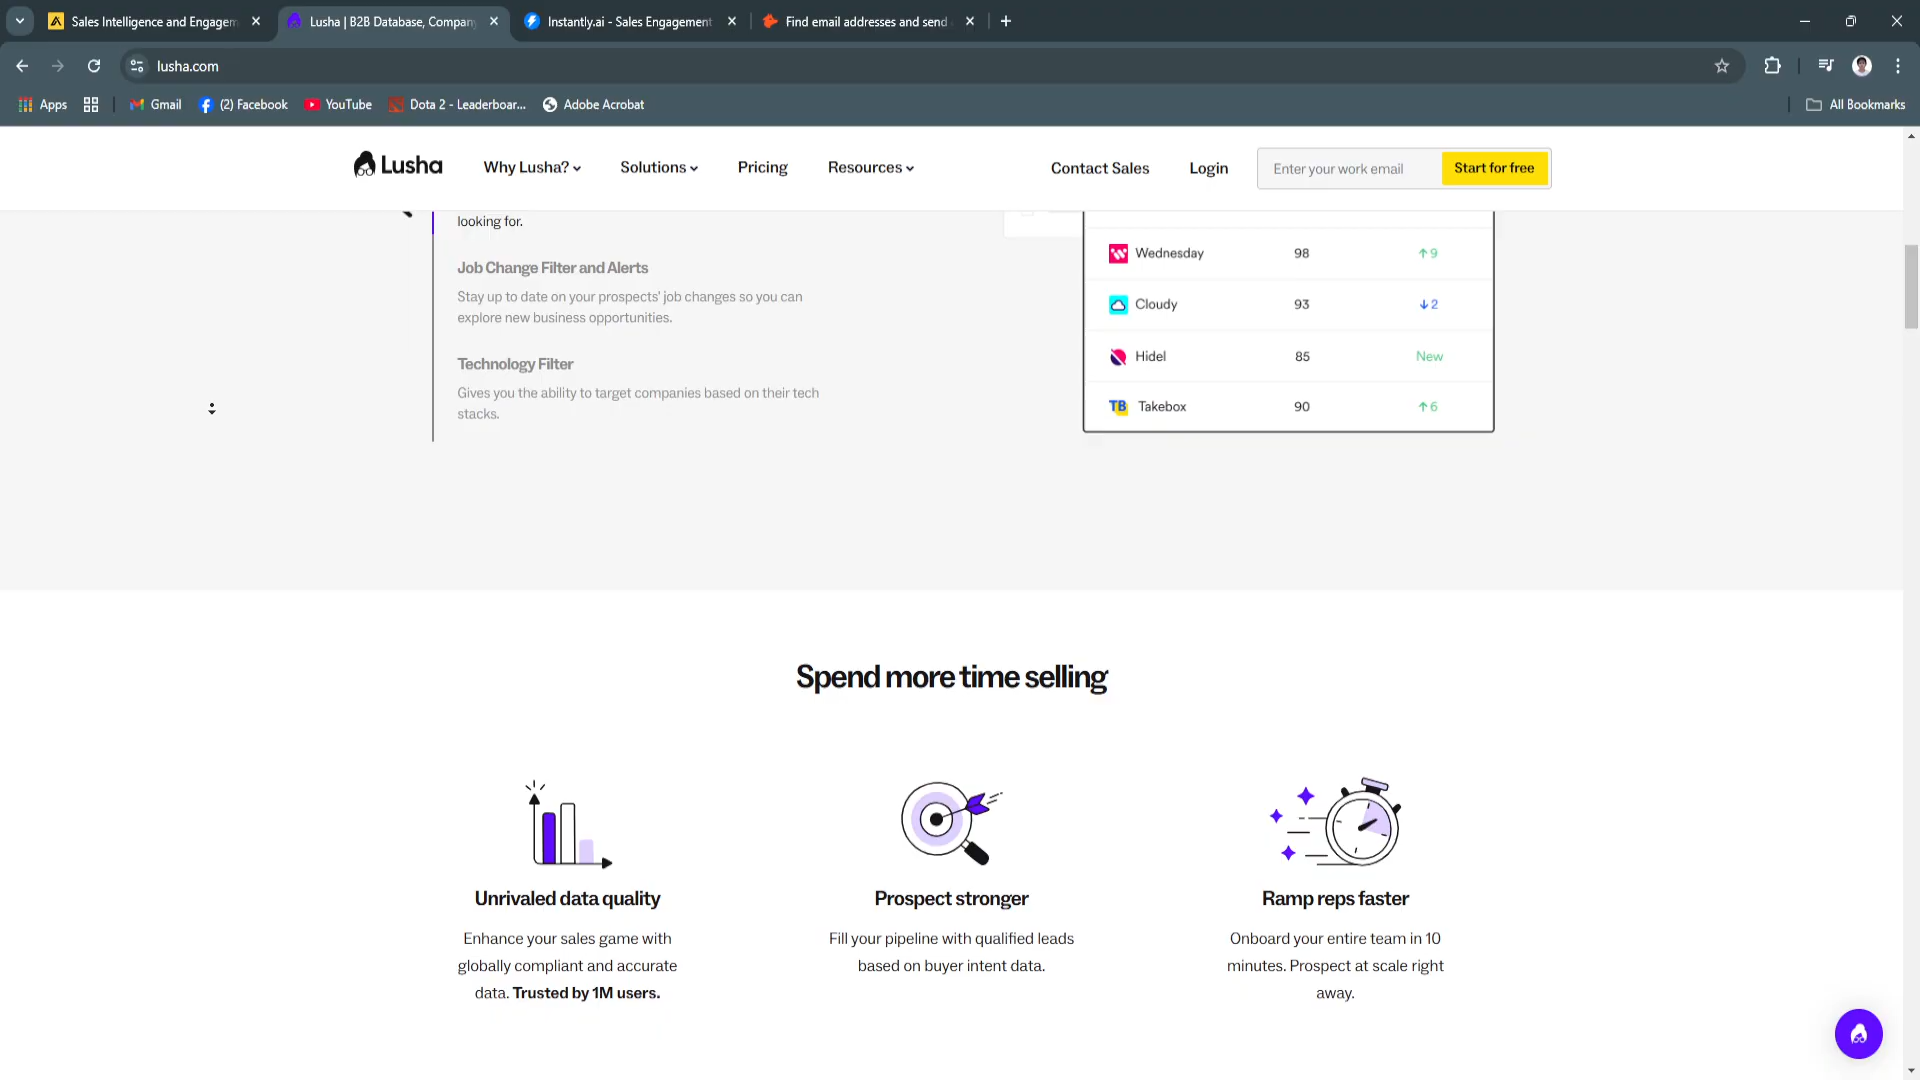 Sales Intelligence and Engagem
Lusha | B2B Database, Company
Instantly.ai - Sales Engagement
Find email addresses and send
lusha.com
Apps
Gmail
(2) Facebook
YouTube
Dota 2 - Leaderboar...
Adobe Acrobat
All Bookmarks
Lusha
Why Lusha?
Solutions
Pricing
Resources
Contact Sales
Login
Enter your work email
Start for free
looking for.
Job Change Filter and Alerts
Stay up to date on your prospects' job changes so you can
explore new business opportunities.
Technology Filter
Gives you the ability to target companies based on their tech
stacks.
Wednesday 98 ↑9
Cloudy 93 ↓2
Hidel 85 New
TB Takebox 90 ↑6
Spend more time selling
Unrivaled data quality
Enhance your sales game with
globally compliant and accurate
data. Trusted by 1M users.
Prospect stronger
Fill your pipeline with qualified leads
based on buyer intent data.
Ramp reps faster
Onboard your entire team in 10
minutes. Prospect at scale right
away.